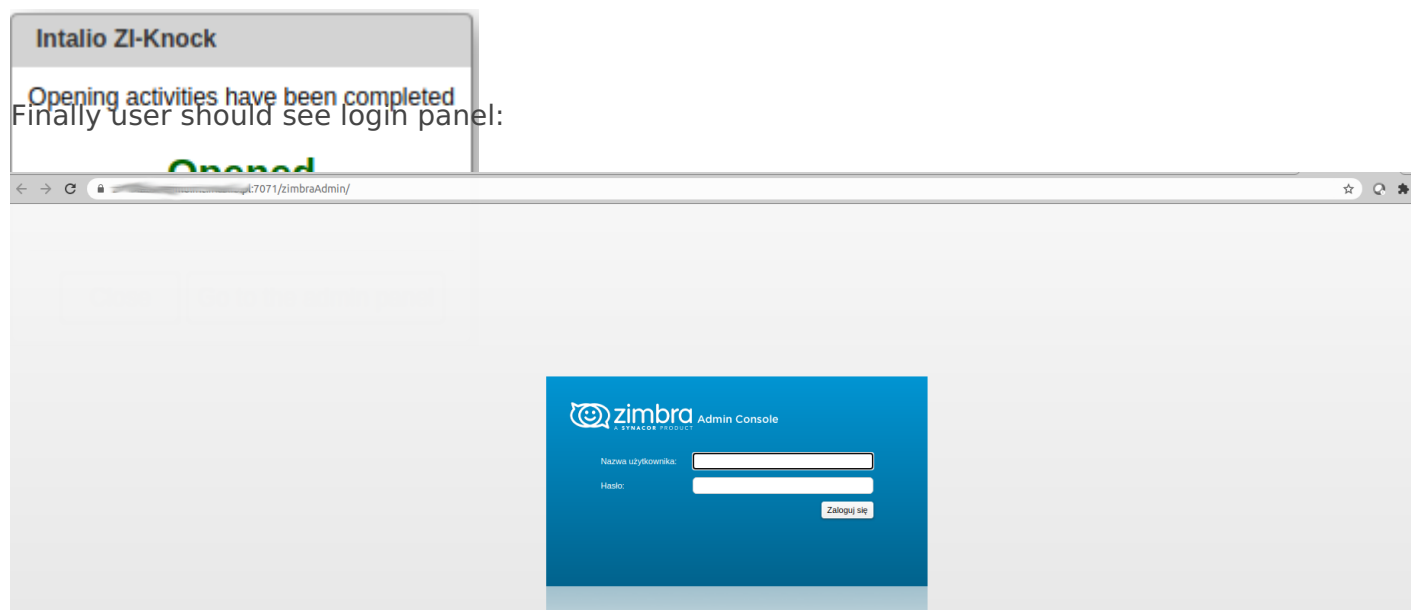 Intalio ZI-Knock
Opening activities have been completed
Finally user should see login panel:
Opened
:7071/zimbraAdmin/
zimbra Admin Console
A SYNACOR PRODUCT
Nazwa użytkownika:
Hasło:
Zaloguj się